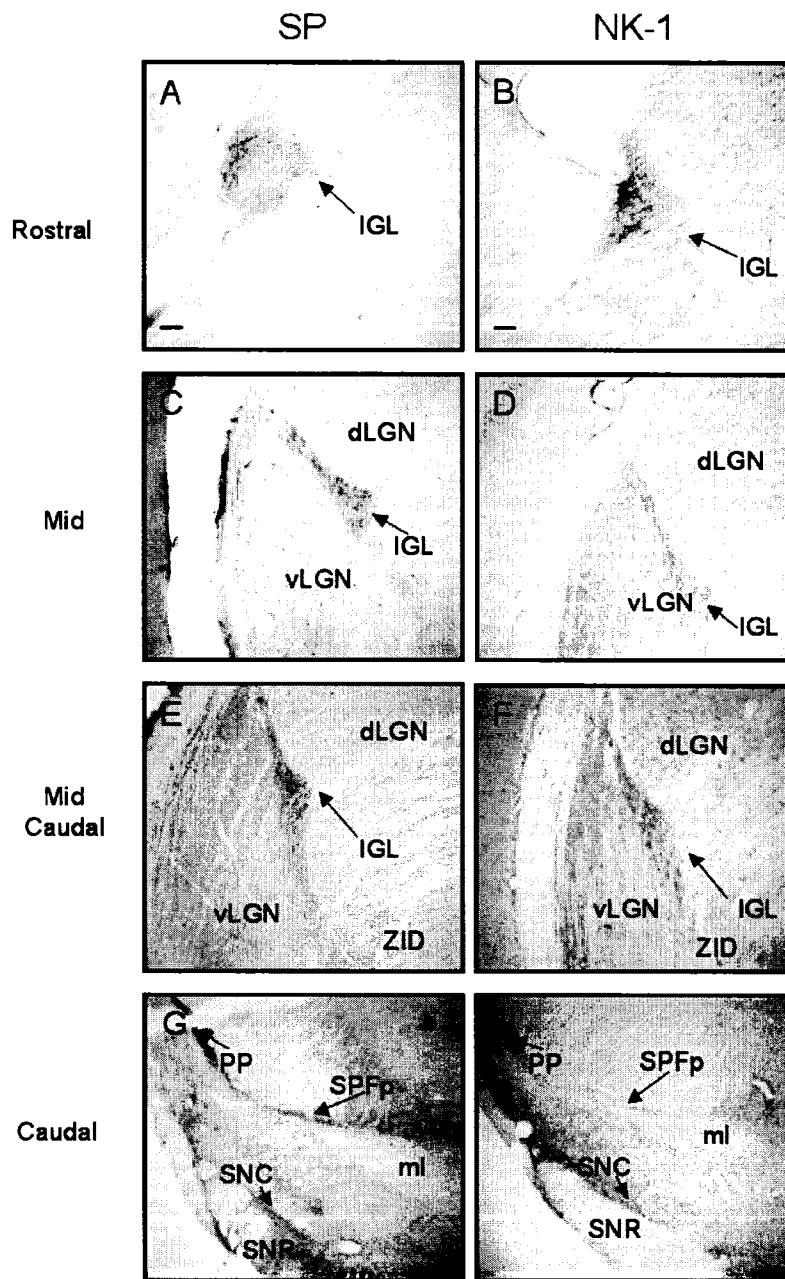 SP NK-1
A B
IGL IGL
Rostral
C D
dLGN dLGN
Mid
IGL
vLGN vLGN
IGL
E F
dLGN dLGN
Mid
Caudal
IGL
vLGN vLGN IGL
ZID ZID
G
PP PP
SPFp SPFp
Caudal
ml ml
SNC SNC
SNR SNR